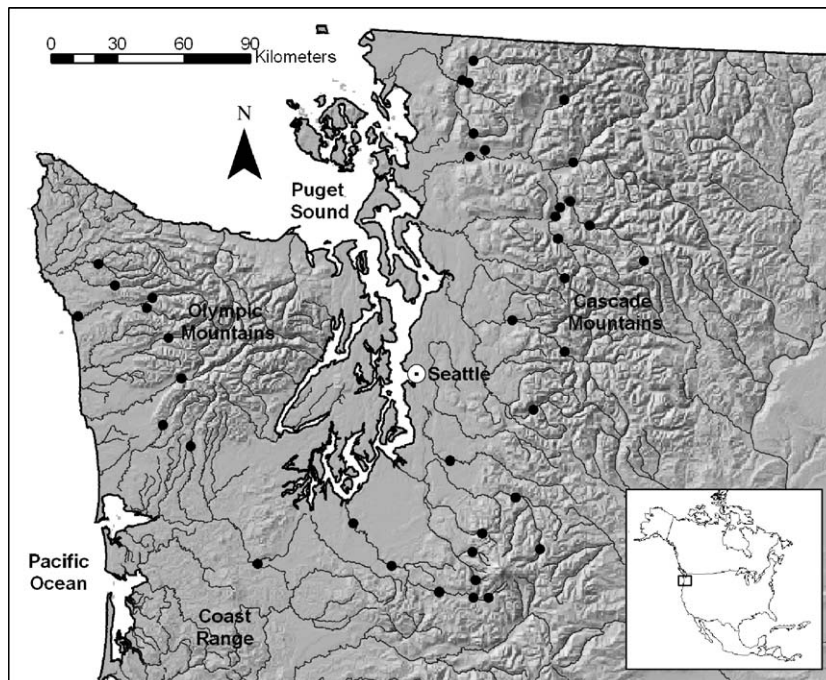 0 30 60 90
Kilometers
N
Puget
Sound
Olympic
Mountains
Cascade
Mountains
Seattle
Pacific
Ocean
Coast
Range